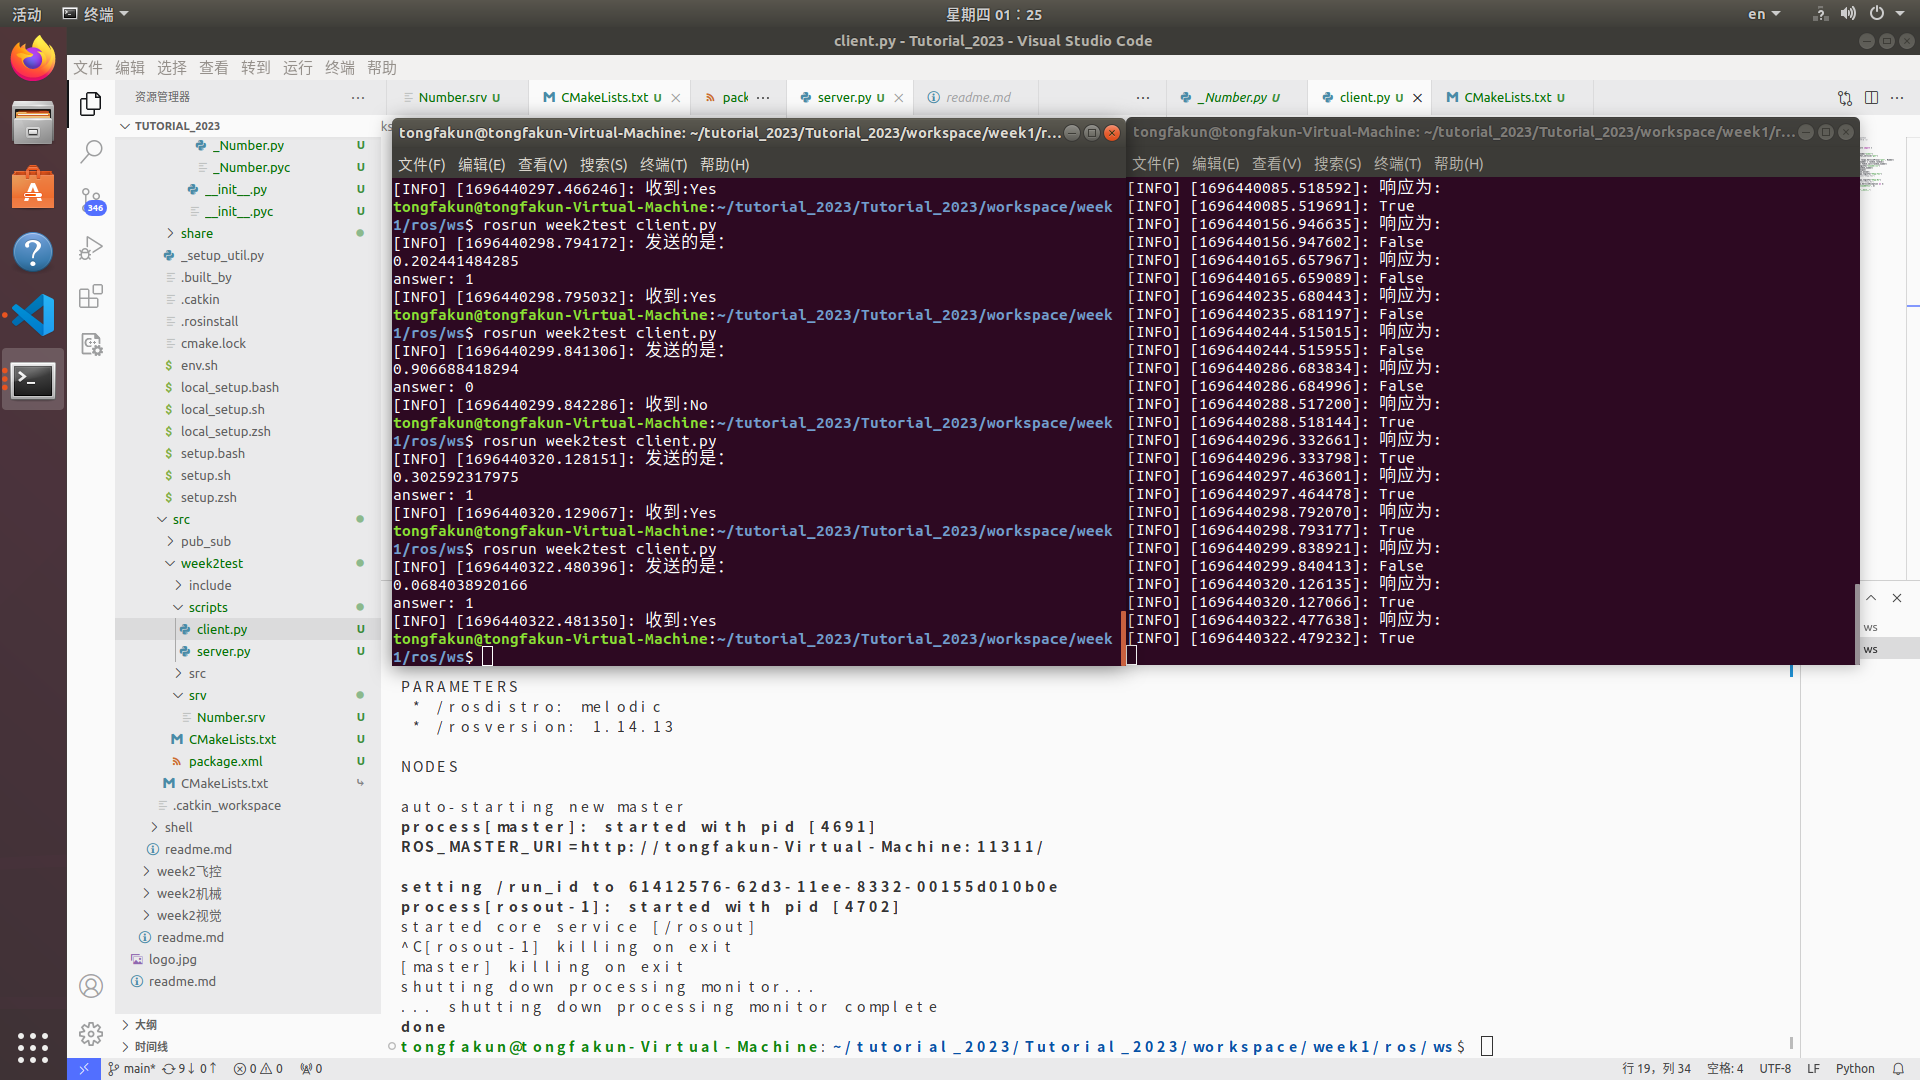 活动
终端
星期四 01：25
en
client.py - Tutorial_2023 - Visual Studio Code
文件 编辑 选择 查看 转到 运行 终端 帮助
资源管理器
Number.srv U
CMakeLists.txt U
pack
server.py U
readme.md
_Number.py U
client.py U
CMakeLists.txt U
TUTORIAL_2023
_Number.py U
_Number.pyc U
__init__.py U
__init__.pyc U
share
_setup_util.py
.built_by
.catkin
.rosinstall
cmake.lock
env.sh
local_setup.bash
local_setup.sh
local_setup.zsh
setup.bash
setup.sh
setup.zsh
src
pub_sub
week2test
include
scripts
client.py U
server.py U
src
srv
Number.srv U
CMakeLists.txt U
package.xml U
CMakeLists.txt
.catkin_workspace
shell
readme.md
week2飞控
week2机械
week2视觉
readme.md
logo.jpg
readme.md
大纲
时间线
346
ks
tongfakun@tongfakun-Virtual-Machine: ~/tutorial_2023/Tutorial_2023/workspace/week1/r...
文件(F) 编辑(E) 查看(V) 搜索(S) 终端(T) 帮助(H)
[INFO] [1696440297.466246]: 收到:Yes
tongfakun@tongfakun-Virtual-Machine:~/tutorial_2023/Tutorial_2023/workspace/week
1/ros/ws$ rosrun week2test client.py
[INFO] [1696440298.794172]: 发送的是:
0.202441484285
answer: 1
[INFO] [1696440298.795032]: 收到:Yes
tongfakun@tongfakun-Virtual-Machine:~/tutorial_2023/Tutorial_2023/workspace/week
1/ros/ws$ rosrun week2test client.py
[INFO] [1696440299.841306]: 发送的是:
0.906688418294
answer: 0
[INFO] [1696440299.842286]: 收到:No
tongfakun@tongfakun-Virtual-Machine:~/tutorial_2023/Tutorial_2023/workspace/week
1/ros/ws$ rosrun week2test client.py
[INFO] [1696440320.128151]: 发送的是:
0.302592317975
answer: 1
[INFO] [1696440320.129067]: 收到:Yes
tongfakun@tongfakun-Virtual-Machine:~/tutorial_2023/Tutorial_2023/workspace/week
1/ros/ws$ rosrun week2test client.py
[INFO] [1696440322.480396]: 发送的是:
0.0684038920166
answer: 1
[INFO] [1696440322.481350]: 收到:Yes
tongfakun@tongfakun-Virtual-Machine:~/tutorial_2023/Tutorial_2023/workspace/week
1/ros/ws$
tongfakun@tongfakun-Virtual-Machine: ~/tutorial_2023/Tutorial_2023/workspace/week1/r...
文件(F) 编辑(E) 查看(V) 搜索(S) 终端(T) 帮助(H)
[INFO] [1696440085.518592]: 响应为:
[INFO] [1696440085.519691]: True
[INFO] [1696440156.946635]: 响应为:
[INFO] [1696440156.947602]: False
[INFO] [1696440165.657967]: 响应为:
[INFO] [1696440165.659089]: False
[INFO] [1696440235.680443]: 响应为:
[INFO] [1696440235.681197]: False
[INFO] [1696440244.515015]: 响应为:
[INFO] [1696440244.515955]: False
[INFO] [1696440286.683834]: 响应为:
[INFO] [1696440286.684996]: False
[INFO] [1696440288.517200]: 响应为:
[INFO] [1696440288.518144]: True
[INFO] [1696440296.332661]: 响应为:
[INFO] [1696440296.333798]: True
[INFO] [1696440297.463601]: 响应为:
[INFO] [1696440297.464478]: True
[INFO] [1696440298.792070]: 响应为:
[INFO] [1696440298.793177]: True
[INFO] [1696440299.838921]: 响应为:
[INFO] [1696440299.840413]: False
[INFO] [1696440320.126135]: 响应为:
[INFO] [1696440320.127066]: True
[INFO] [1696440322.477638]: 响应为:
[INFO] [1696440322.479232]: True
ws
ws
PARAMETERS
* /rosdistro: melodic
* /rosversion: 1.14.13
NODES
auto-starting new master
process[master]: started with pid [4691]
ROS_MASTER_URI=http://tongfakun-Virtual-Machine:11311/
setting /run_id to 61412576-62d3-11ee-8332-00155d010b0e
process[rosout-1]: started with pid [4702]
started core service [/rosout]
^C[rosout-1] killing on exit
[master] killing on exit
shutting down processing monitor...
... shutting down processing monitor complete
done
tongfakun@tongfakun-Virtual-Machine:~/tutorial_2023/Tutorial_2023/workspace/week1/ros/ws$
main* 9↓ 0↑ 0 0 0
行 19，列 34 空格: 4 UTF-8 LF Python